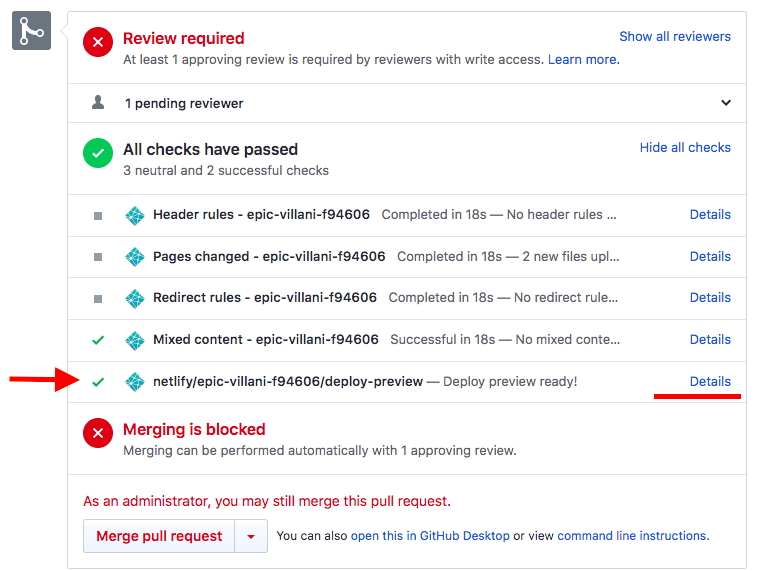 Review required
Show all reviewers
At least 1 approving review is required by reviewers with write access. Learn more.
1 pending reviewer
All checks have passed
Hide all checks
3 neutral and 2 successful checks
Header rules - epic-villani-f94606 Completed in 18s — No header rules ... Details
Pages changed - epic-villani-f94606 Completed in 18s — 2 new files upl... Details
Redirect rules - epic-villani-f94606 Completed in 18s — No redirect rule... Details
Mixed content - epic-villani-f94606 Successful in 18s — No mixed conte... Details
netlify/epic-villani-f94606/deploy-preview — Deploy preview ready! Details
Merging is blocked
Merging can be performed automatically with 1 approving review.
As an administrator, you may still merge this pull request.
Merge pull request You can also open this in GitHub Desktop or view command line instructions.